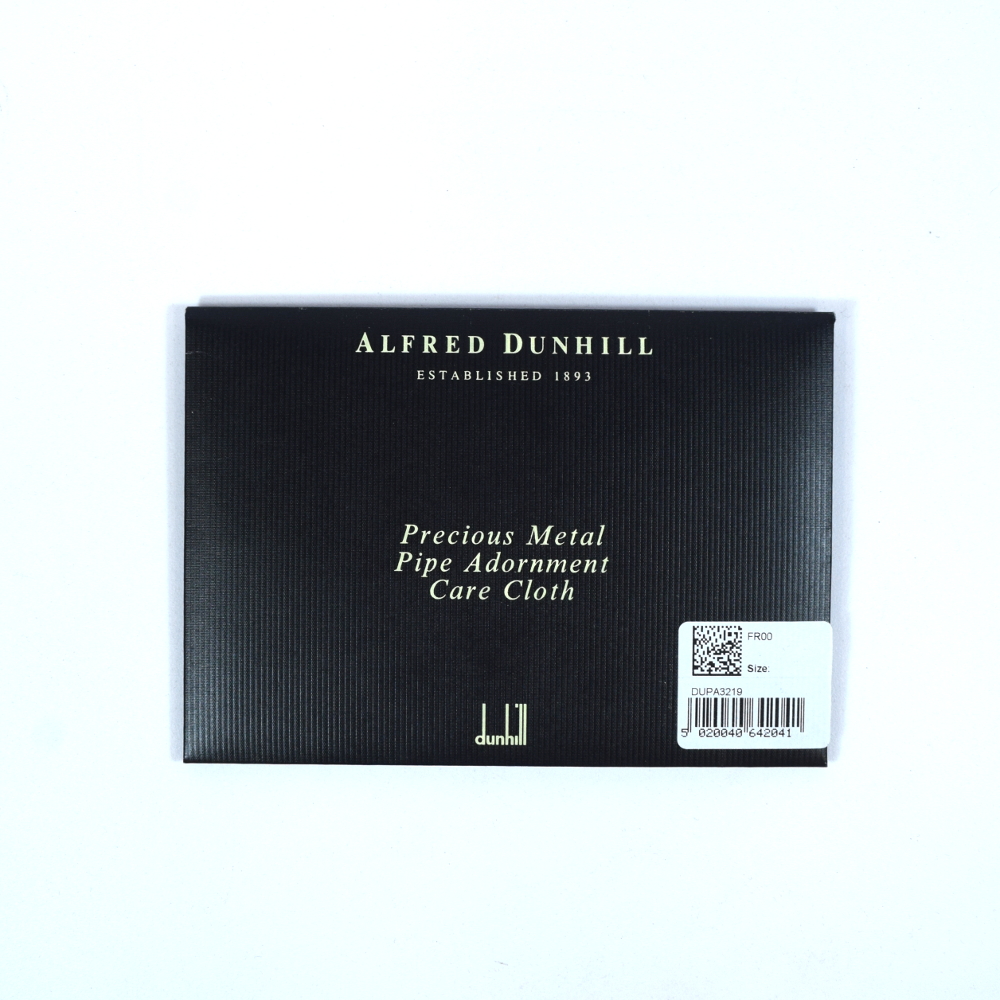 ALFRED DUNHILL
ESTABLISHED 1893
Precious Metal
Pipe Adornment
Care Cloth
dunhill
FR00
Size:
DUPA3219
5 020040 642041